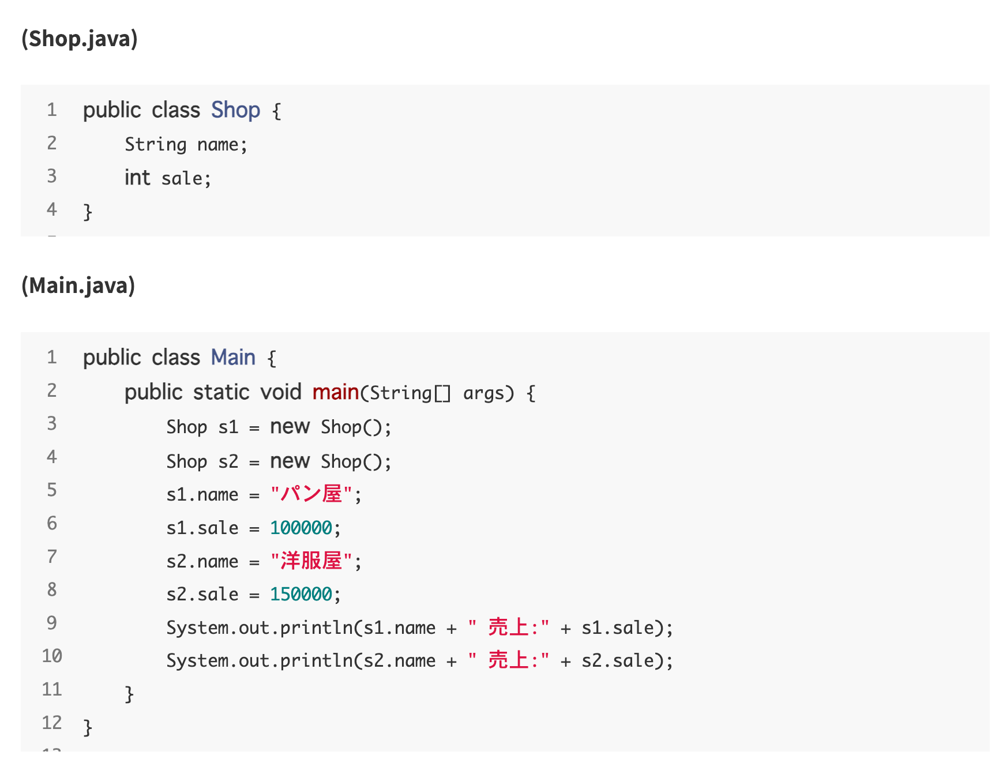 (Shop.java)
1 public class Shop {
2 String name;
3 int sale;
4 }
(Main.java)
1 public class Main {
2 public static void main(String[] args) {
3 Shop s1 = new Shop();
4 Shop s2 = new Shop();
5 s1.name = "パン屋";
6 s1.sale = 100000;
7 s2.name = "洋服屋";
8 s2.sale = 150000;
9 System.out.println(s1.name + " 売上:" + s1.sale);
10 System.out.println(s2.name + " 売上:" + s2.sale);
11 }
12 }